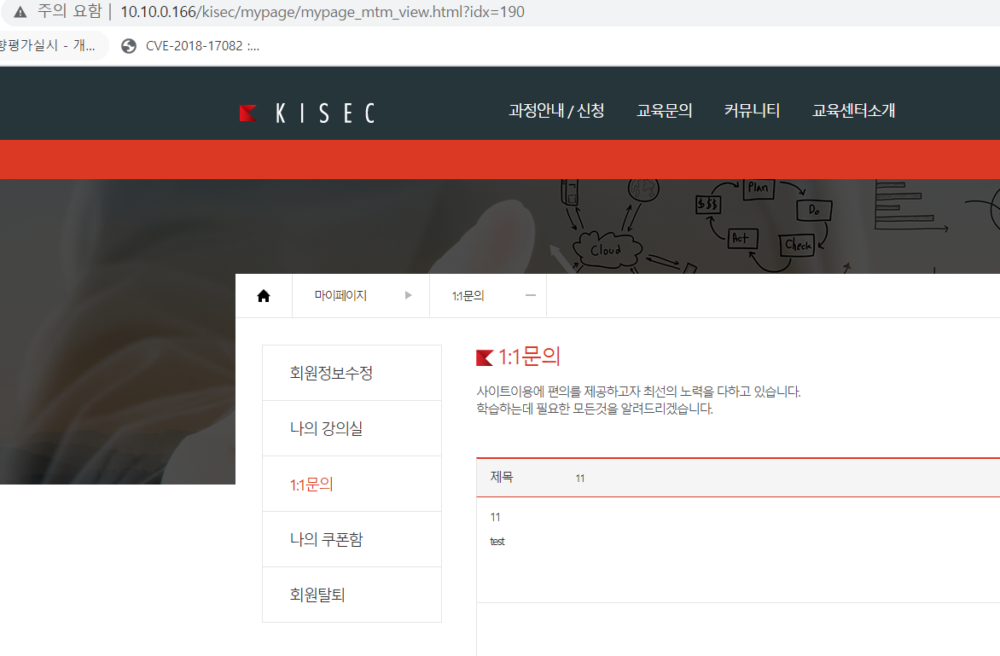 주의 요함 | 10.10.0.166/kisec/mypage/mypage_mtm_view.html?idx=190
향평가실시 - 개...
CVE-2018-17082 :...
KISEC
과정안내 / 신청
교육문의
커뮤니티
교육센터소개
Plan
$$$
Do
Act
Check
Cloud
마이페이지
1:1문의
회원정보수정
나의 강의실
1:1문의
나의 쿠폰함
회원탈퇴
1:1문의
사이트이용에 편의를 제공하고자 최선의 노력을 다하고 있습니다.
학습하는데 필요한 모든것을 알려드리겠습니다.
제목 11
11
test